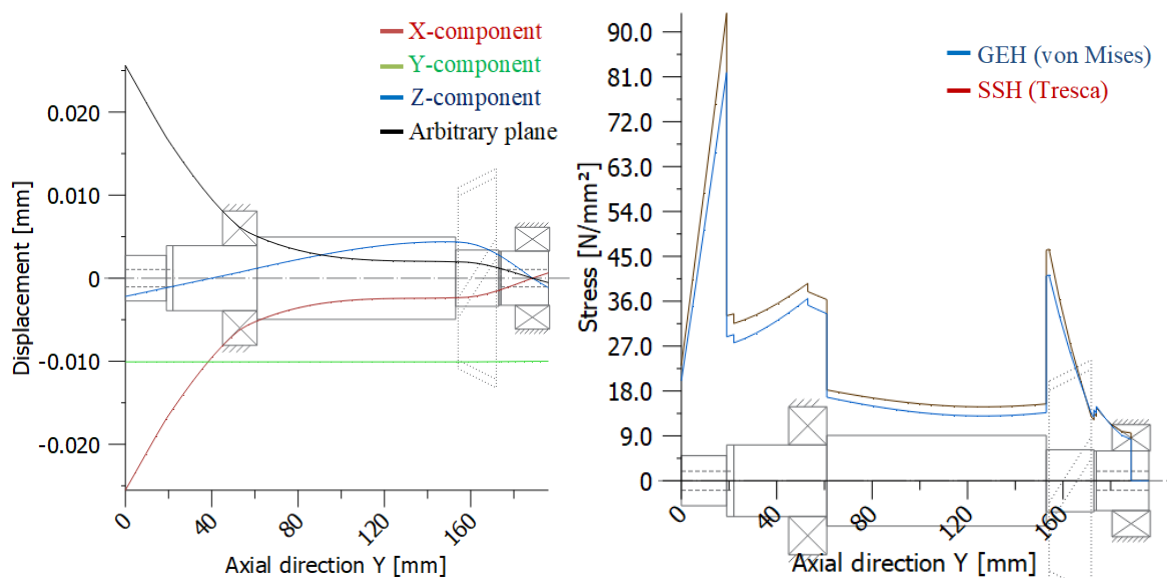 X-component
Y-component
Z-component
Arbitrary plane
0.020
0.010
0
-0.010
-0.020
Displacement [mm]
0
40
80
120
160
Axial direction Y [mm]
GEH (von Mises)
SSH (Tresca)
90.0
81.0
72.0
63.0
54.0
45.0
36.0
27.0
18.0
9.0
0
Stress [N/mm²]
0
40
80
120
160
Axial direction Y [mm]